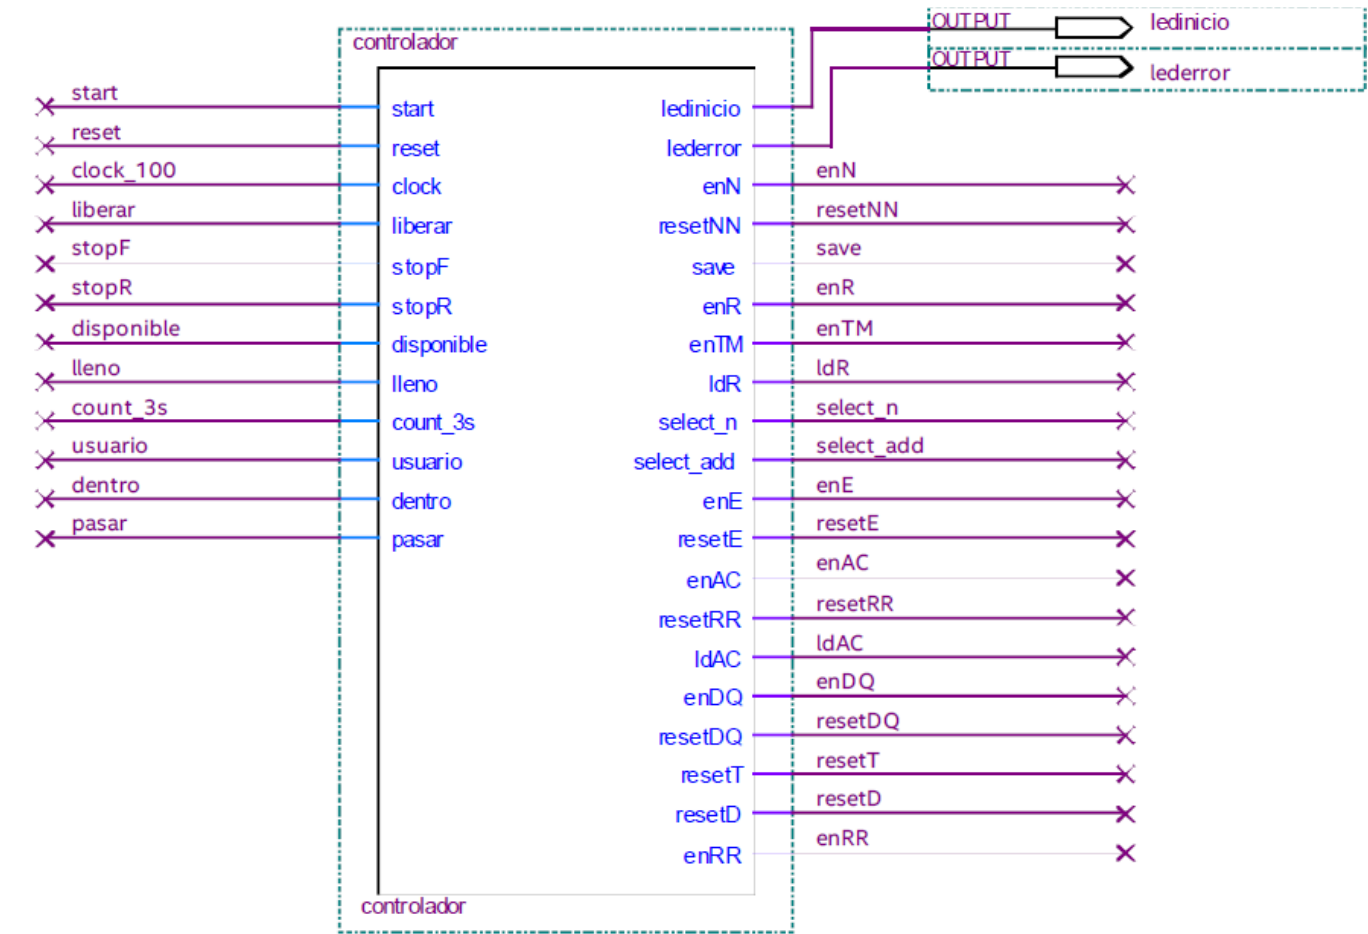 controlador
OUTPUT ledinicio
OUTPUT lederror
start start ledinicio
reset reset lederror
clock_100 clock enN enN
liberar liberar resetNN resetNN
stopF stopF save save
stopR stopR enR enR
disponible disponible enTM enTM
lleno lleno ldR ldR
count_3s count_3s select_n select_n
usuario usuario select_add select_add
dentro dentro enE enE
pasar pasar resetE resetE
enAC enAC
resetRR resetRR
ldAC ldAC
enDQ enDQ
resetDQ resetDQ
resetT resetT
resetD resetD
enRR enRR
controlador